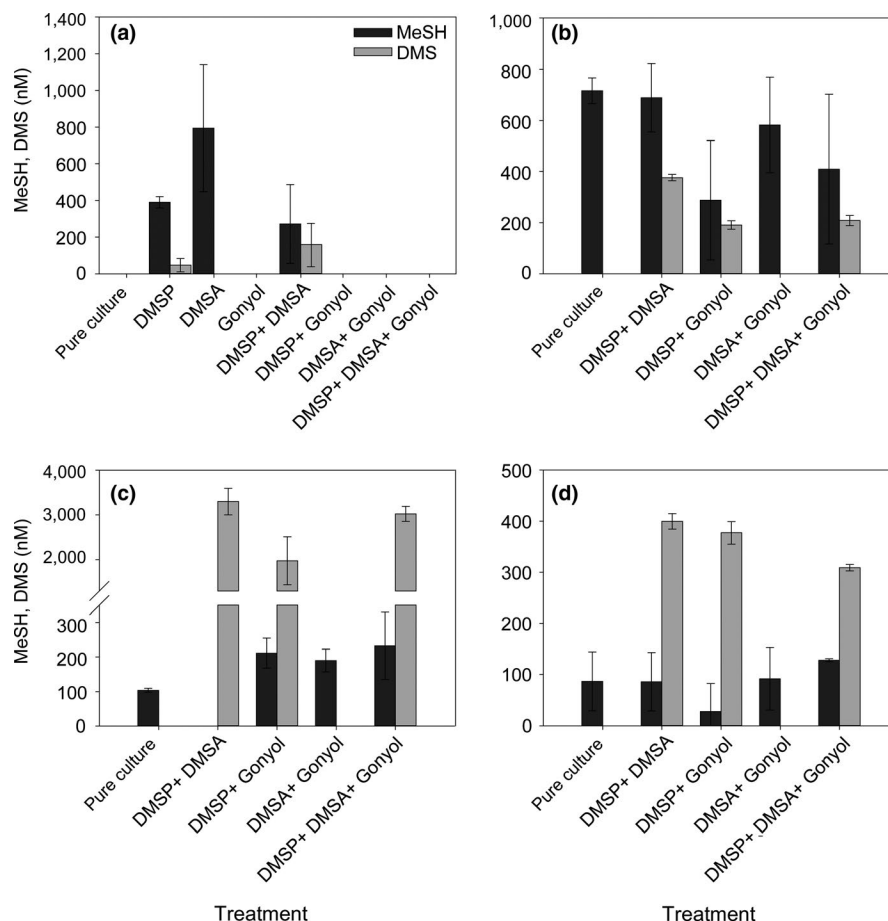 (a)
MeSH
DMS
1,400
1,200
1,000
800
600
400
200
0
MeSH, DMS (nM)
Pure culture
DMSP
DMSA
Gonyol
DMSP+ DMSA
DMSP+ Gonyol
DMSA+ Gonyol
DMSP+ DMSA+ Gonyol
(b)
1,000
800
600
400
200
0
Pure culture
DMSP+ DMSA
DMSP+ Gonyol
DMSA+ Gonyol
DMSP+ DMSA+ Gonyol
(c)
4,000
3,000
2,000
300
200
100
0
MeSH, DMS (nM)
Pure culture
DMSP+ DMSA
DMSP+ Gonyol
DMSA+ Gonyol
DMSP+ DMSA+ Gonyol
Treatment
(d)
500
400
300
200
100
0
Pure culture
DMSP+ DMSA
DMSP+ Gonyol
DMSA+ Gonyol
DMSP+ DMSA+ Gonyol
Treatment